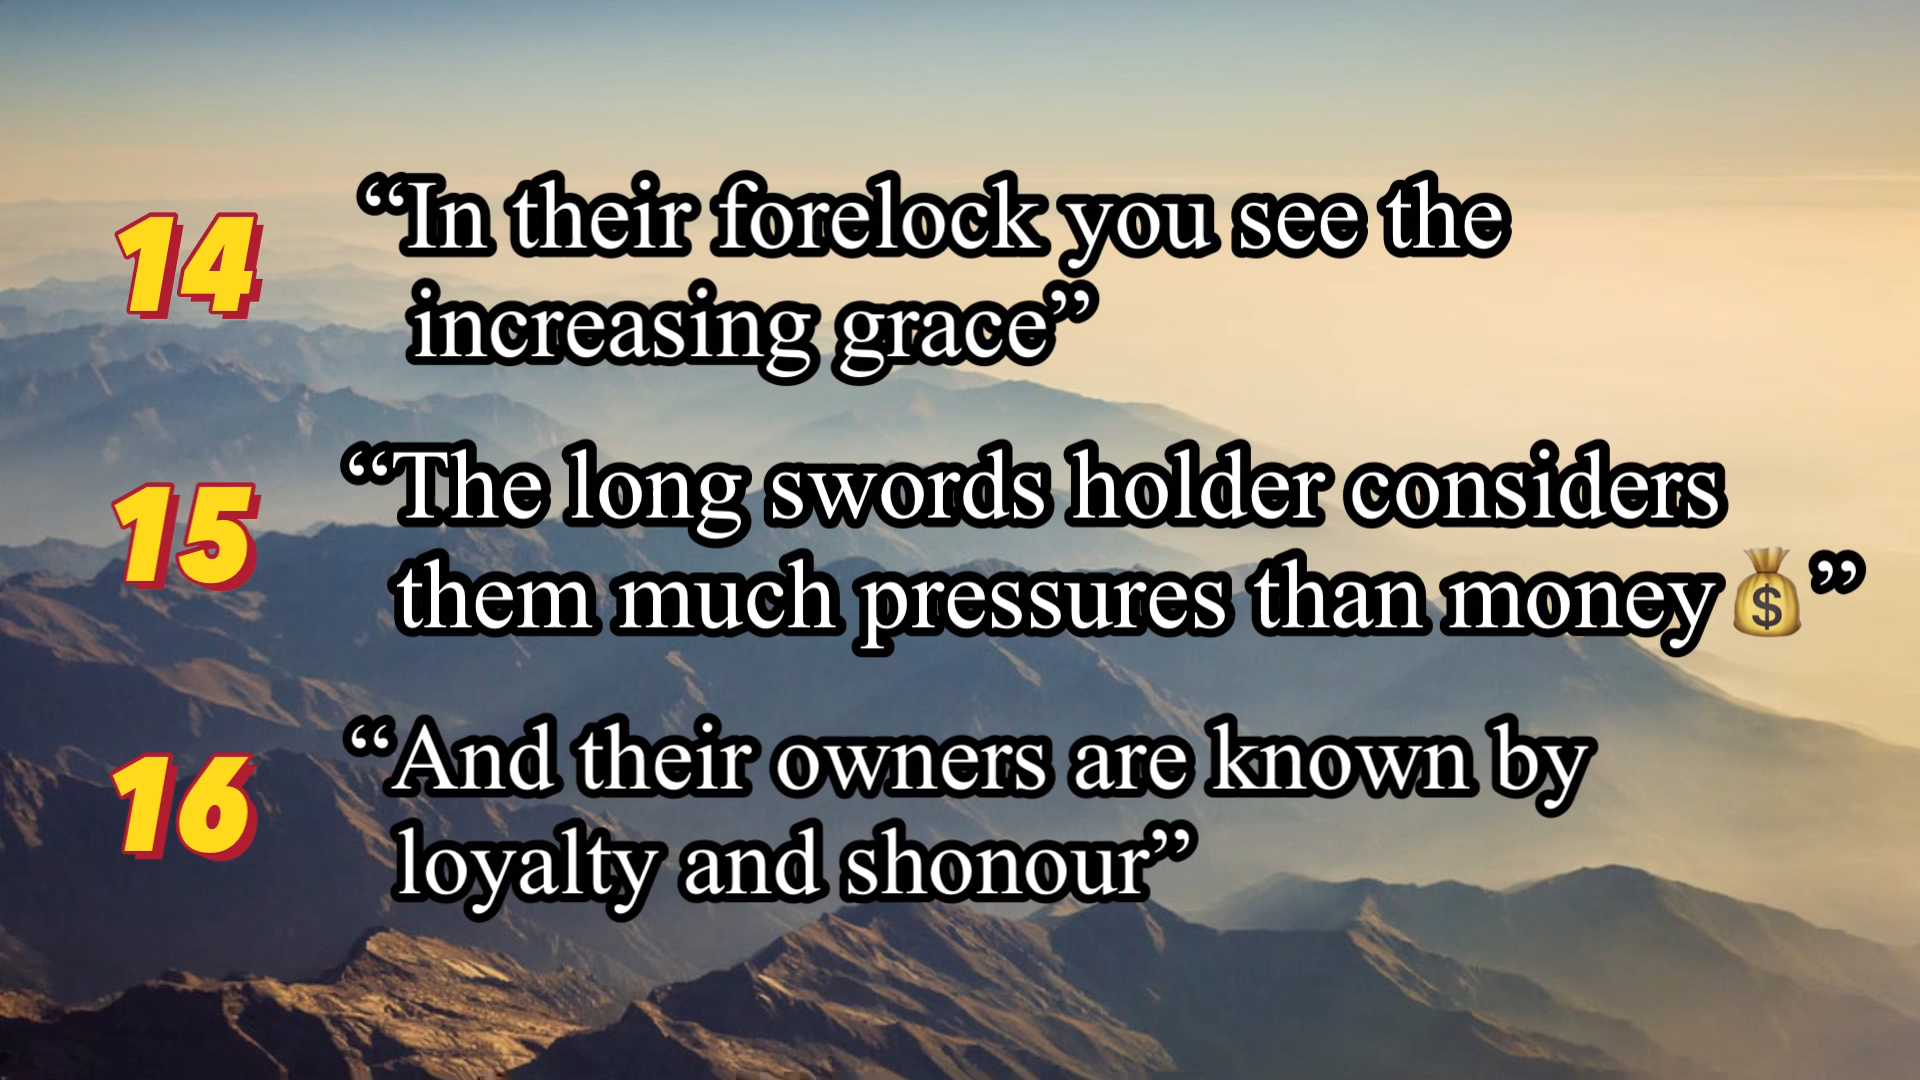 14 “In their forelock you see the
increasing grace”
15 “The long swords holder considers
them much pressures than money💰”
16 “And their owners are known by
loyalty and shonour”